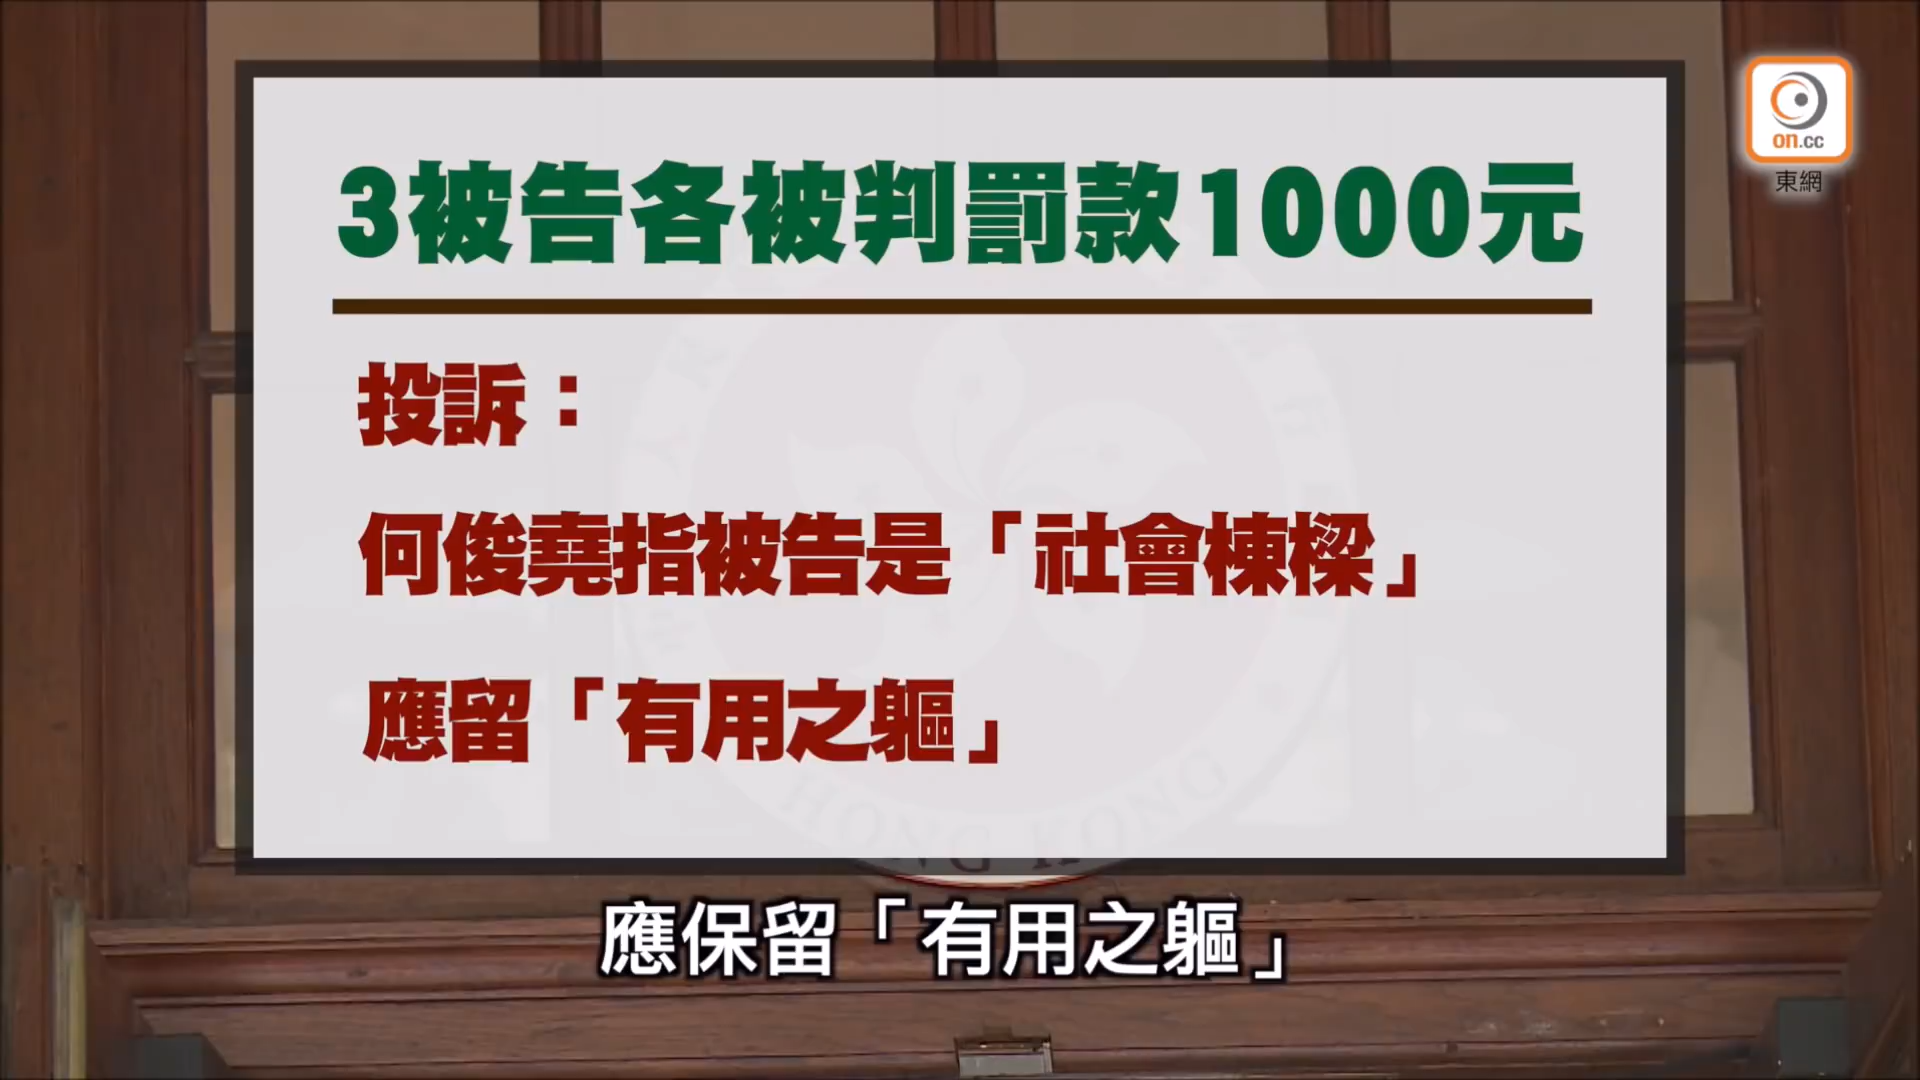 3被告各被判罰款1000元
on.cc
東網
投訴：
何俊堯指被告是「社會棟樑」
應留「有用之軀」
HONG KONG
應保留「有用之軀」